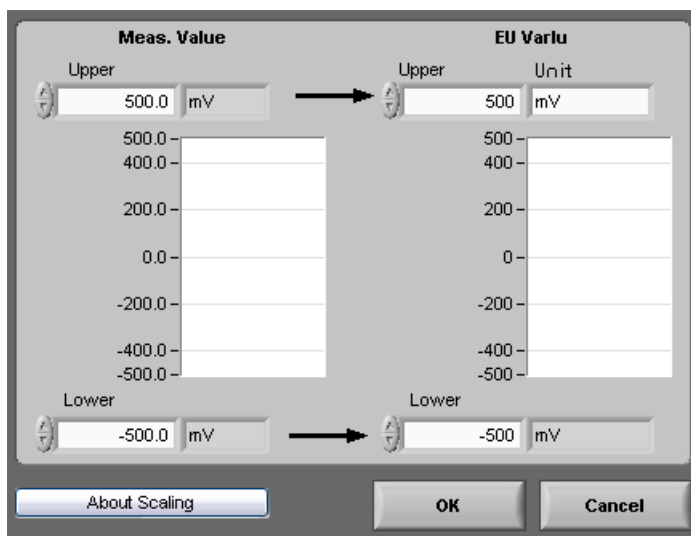 Meas. Value EU Varlu
Upper Upper Unit
500.0 mV 500 mV
500.0 500
400.0 400
200.0 200
0.0 0
-200.0 -200
-400.0 -400
-500.0 -500
Lower Lower
-500.0 mV -500 mV
About Scaling OK Cancel